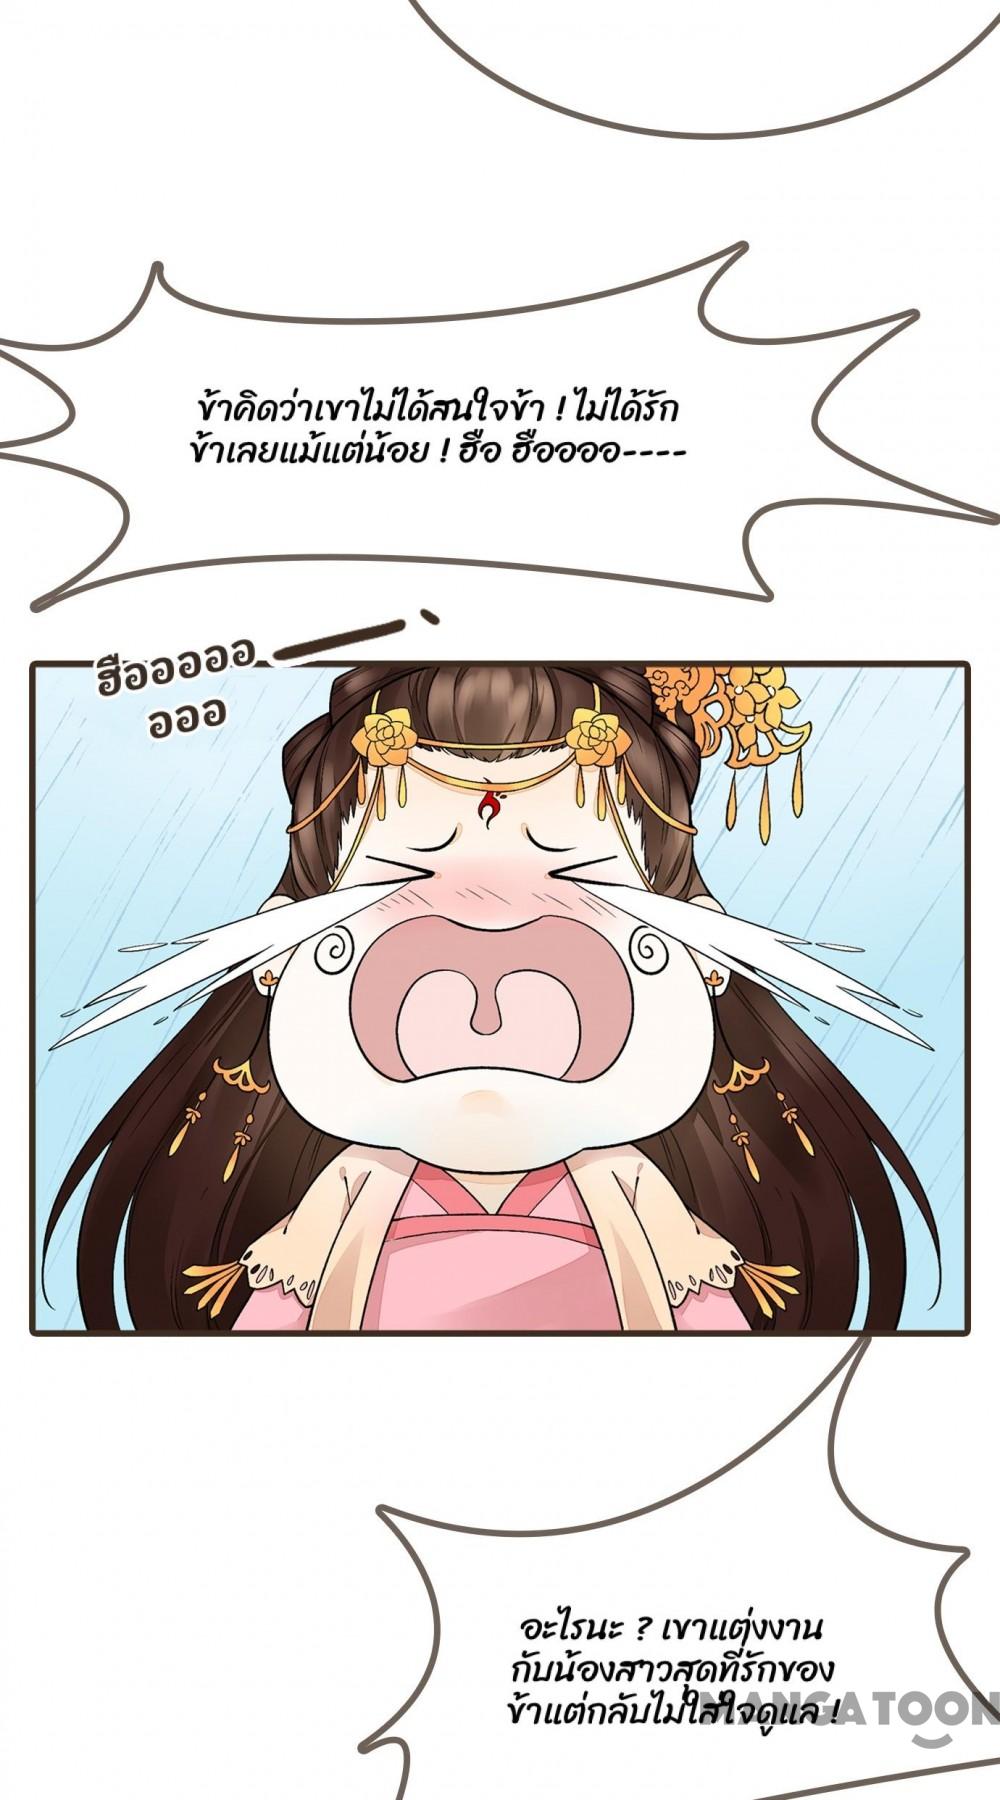 ข้าคิดว่าเขาไม่ได้สนใจข้า ! ไม่ได้รัก
ข้าเลยแม้แต่น้อย ! ฮือ ฮืออออ----
ฮืออออออ
อออ
อะไรนะ ? เขาแต่งงาน
กับน้องสาวสุดที่รักของ
ข้าแต่กลับไม่ใส่ใจดูแล !
MANGA TOON